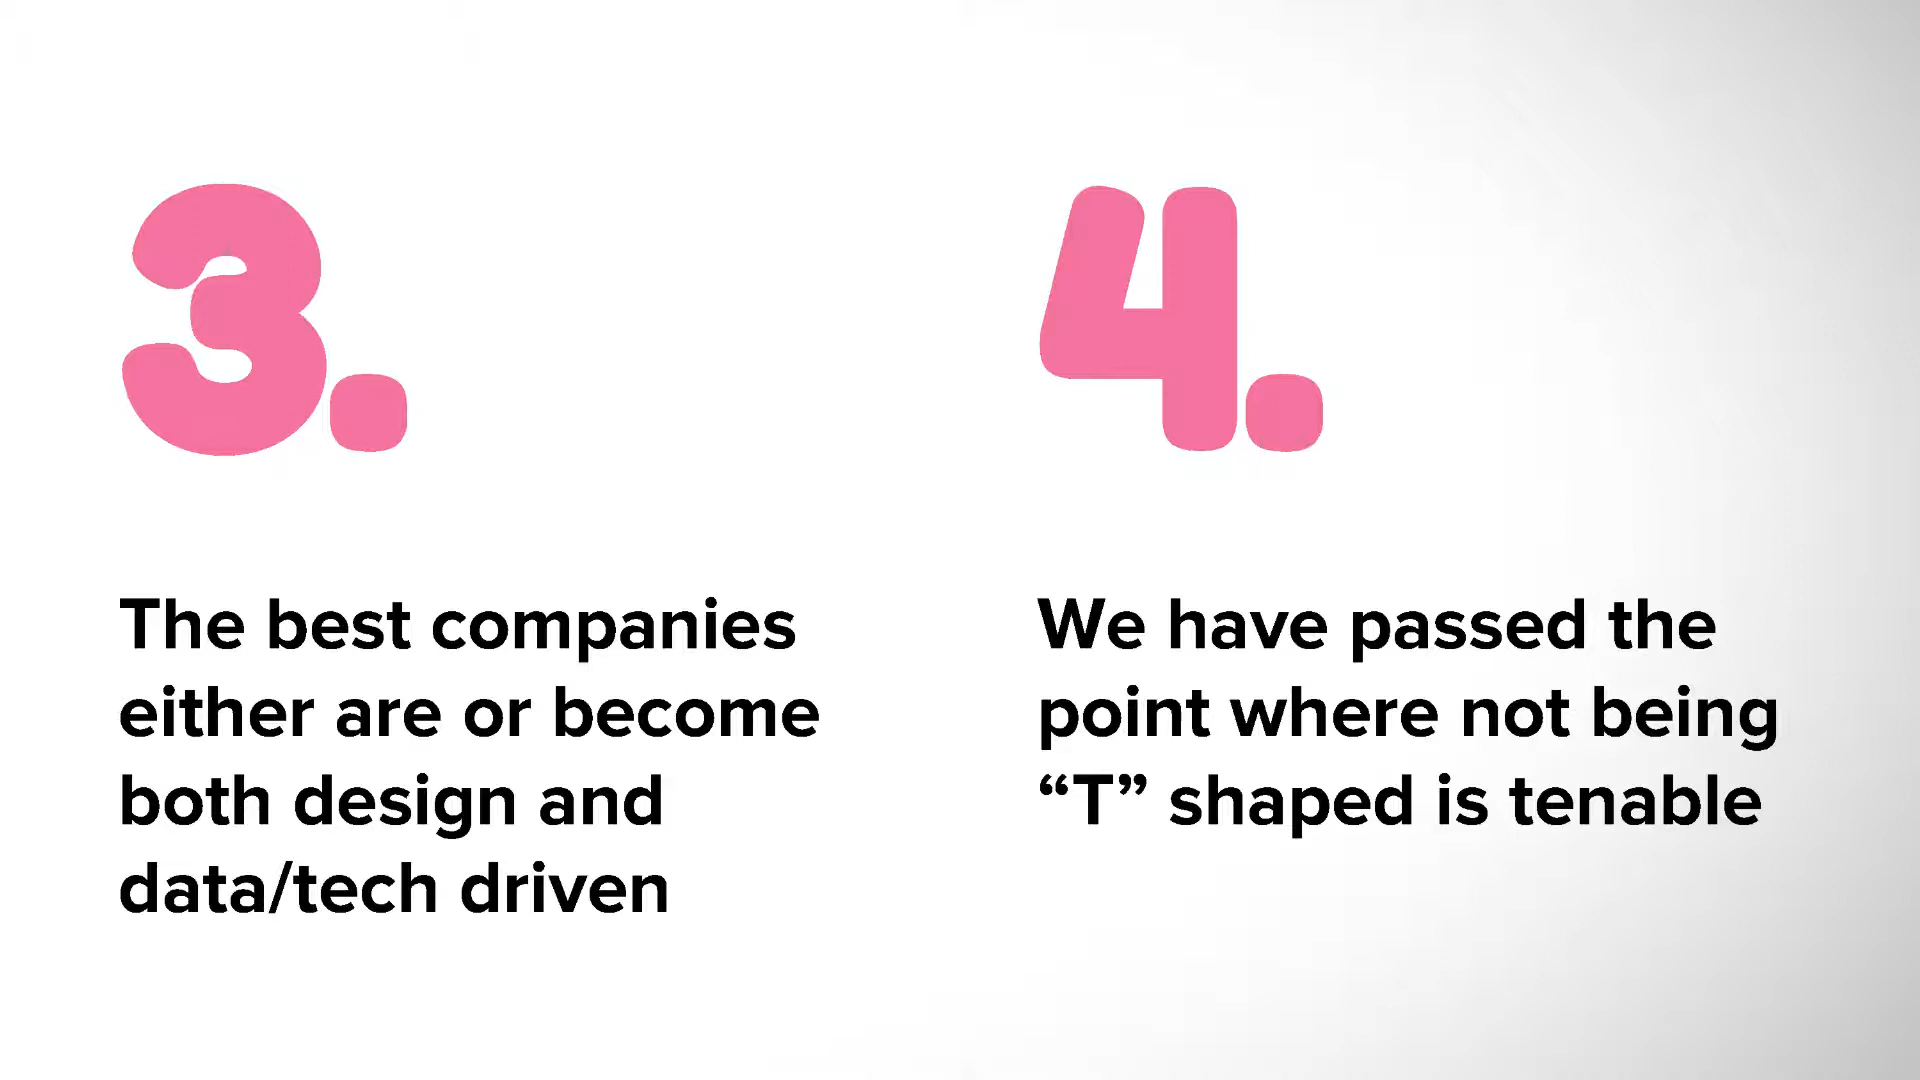 3.
The best companies
either are or become
both design and
data/tech driven
4.
We have passed the
point where not being
“T” shaped is tenable